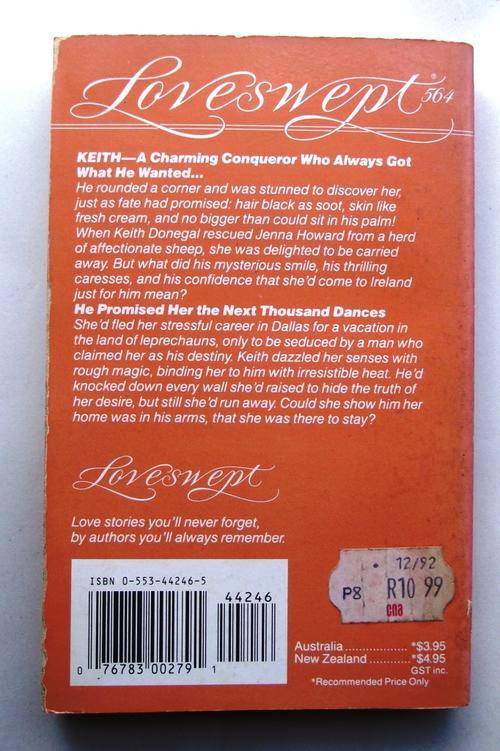 Loveswept® 564
KEITH—A Charming Conqueror Who Always Got
What He Wanted...
He rounded a corner and was stunned to discover her,
just as fate had promised: hair black as soot, skin like
fresh cream, and no bigger than could sit in his palm!
When Keith Donegal rescued Jenna Howard from a herd
of affectionate sheep, she was delighted to be carried
away. But what did his mysterious smile, his thrilling
caresses, and his confidence that she'd come to Ireland
just for him mean?
He Promised Her the Next Thousand Dances
She'd fled her stressful career in Dallas for a vacation in
the land of leprechauns, only to be seduced by a man who
claimed her as his destiny. Keith dazzled her senses with
rough magic, binding her to him with irresistible heat. He'd
knocked down every wall she'd raised to hide the truth of
her desire, but still she'd run away. Could she show him her
home was in his arms, that she was there to stay?
Loveswept
Love stories you'll never forget,
by authors you'll always remember.
ISBN 0-553-44246-5
44246
0 76783 00279 1
12/92
P8 R10 99
cna
Australia .................. *$3.95
New Zealand ............ *$4.95
GST inc.
*Recommended Price Only